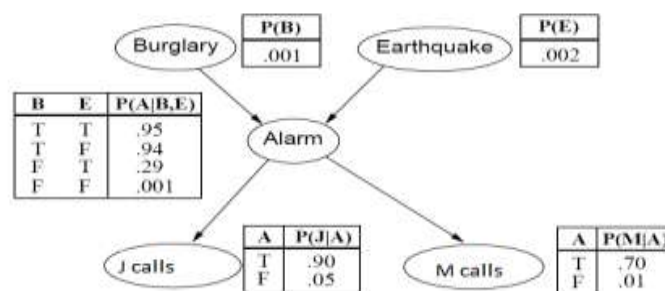 Burglary
P(B)
.001
Earthquake
P(E)
.002
B E P(A|B,E)
T T .95
T F .94
F T .29
F F .001
Alarm
J calls
A P(J|A)
T .90
F .05
M calls
A P(M|A)
T .70
F .01